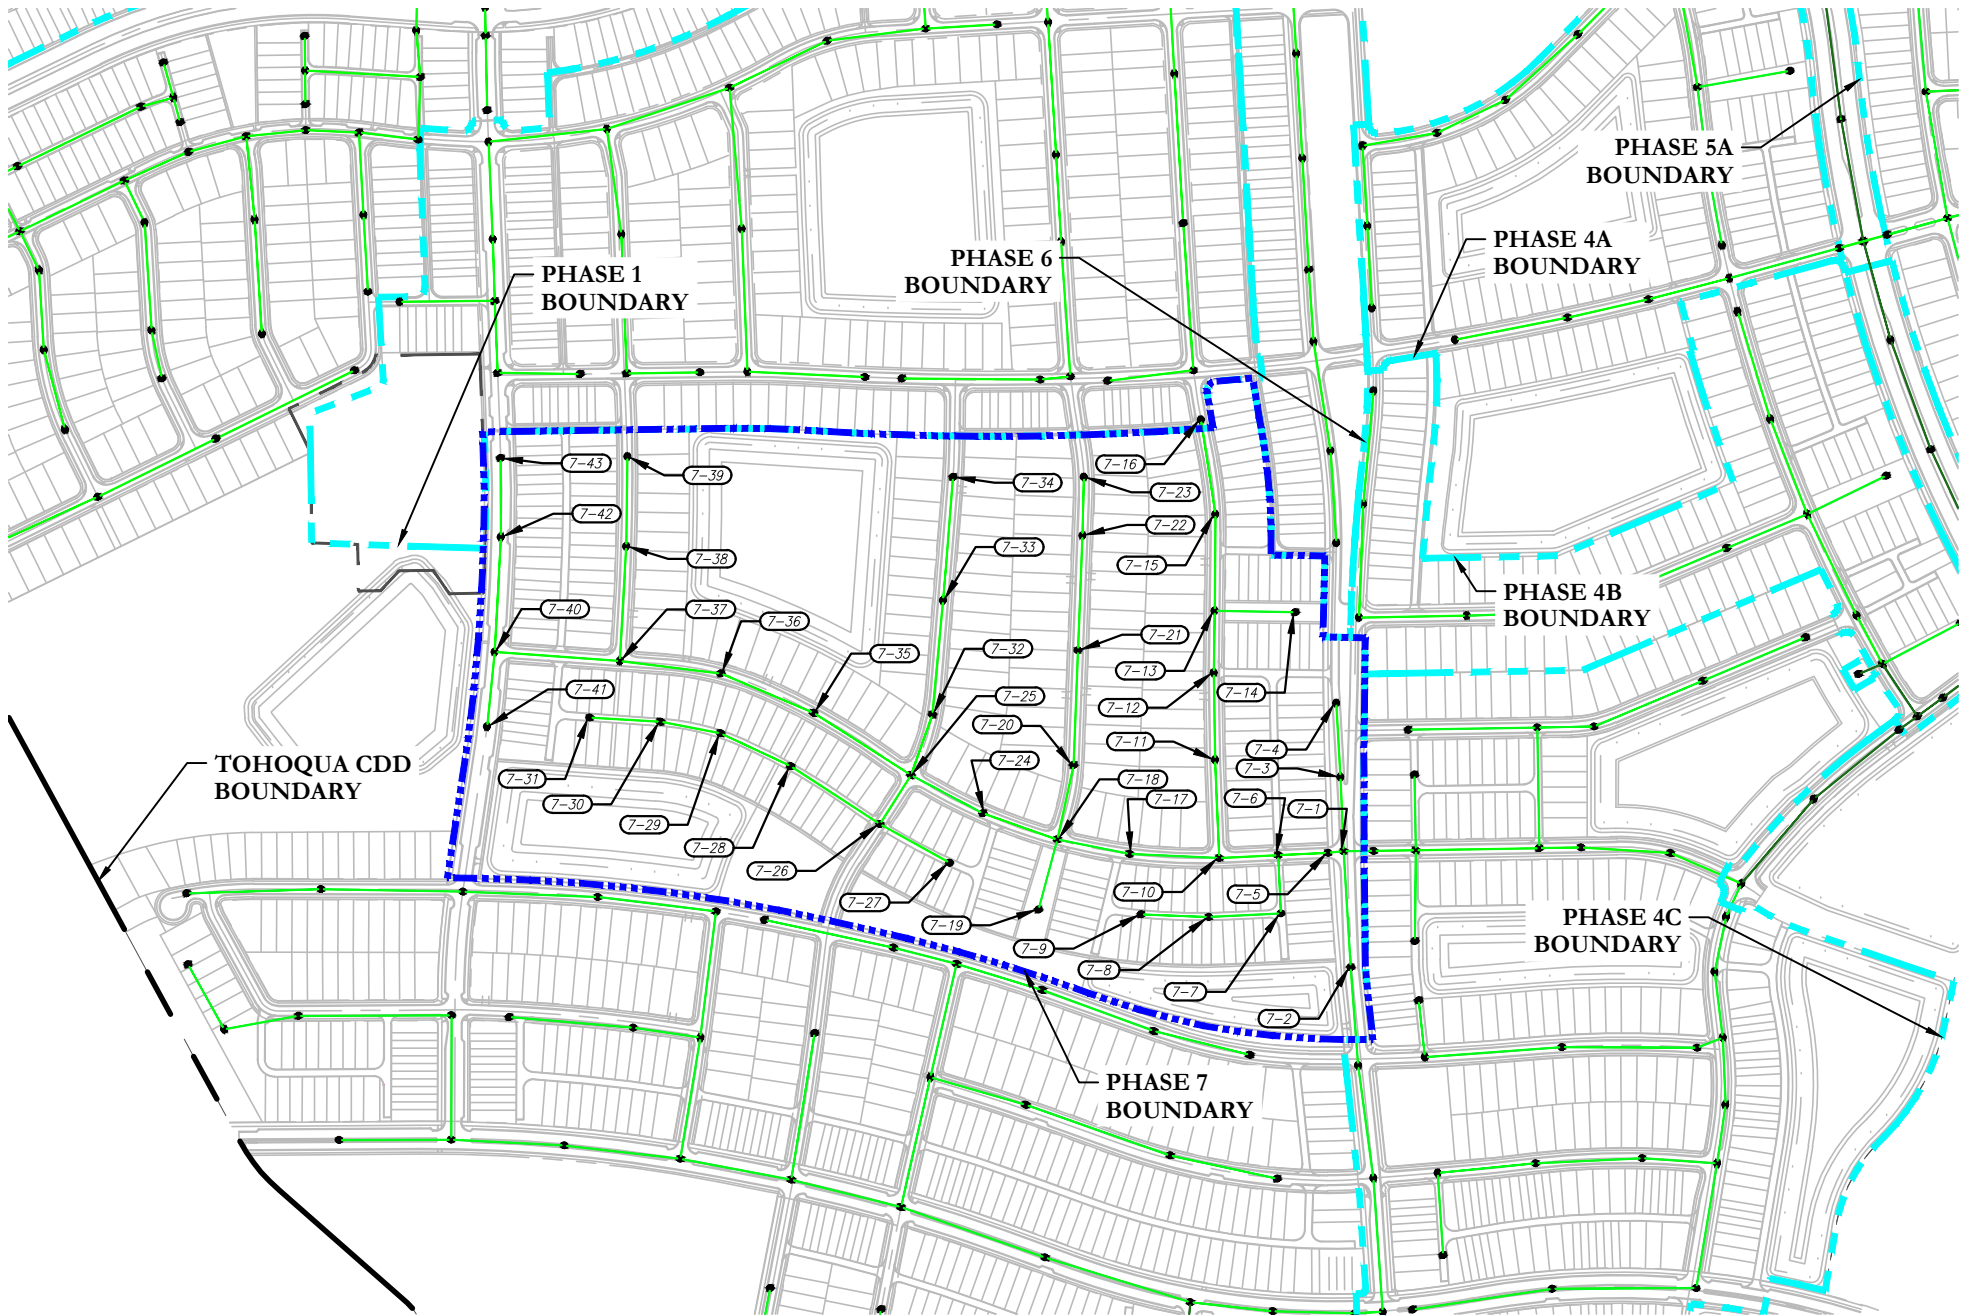 PHASE 5A
BOUNDARY
PHASE 4A
BOUNDARY
PHASE 6
BOUNDARY
PHASE 1
BOUNDARY
7-43
7-39
7-16
7-34
7-23
7-42
7-22
7-33
7-38
7-15
PHASE 4B
BOUNDARY
7-40
7-37
7-36
7-21
7-32
7-35
7-13
7-41
7-25
7-14
7-12
7-20
7-11
7-4
TOHOQUA CDD
BOUNDARY
7-24
7-3
7-31
7-18
7-30
7-17
7-6
7-1
7-29
7-28
7-26
7-10
7-5
7-27
PHASE 4C
BOUNDARY
7-19
7-9
7-8
7-7
7-2
PHASE 7
BOUNDARY